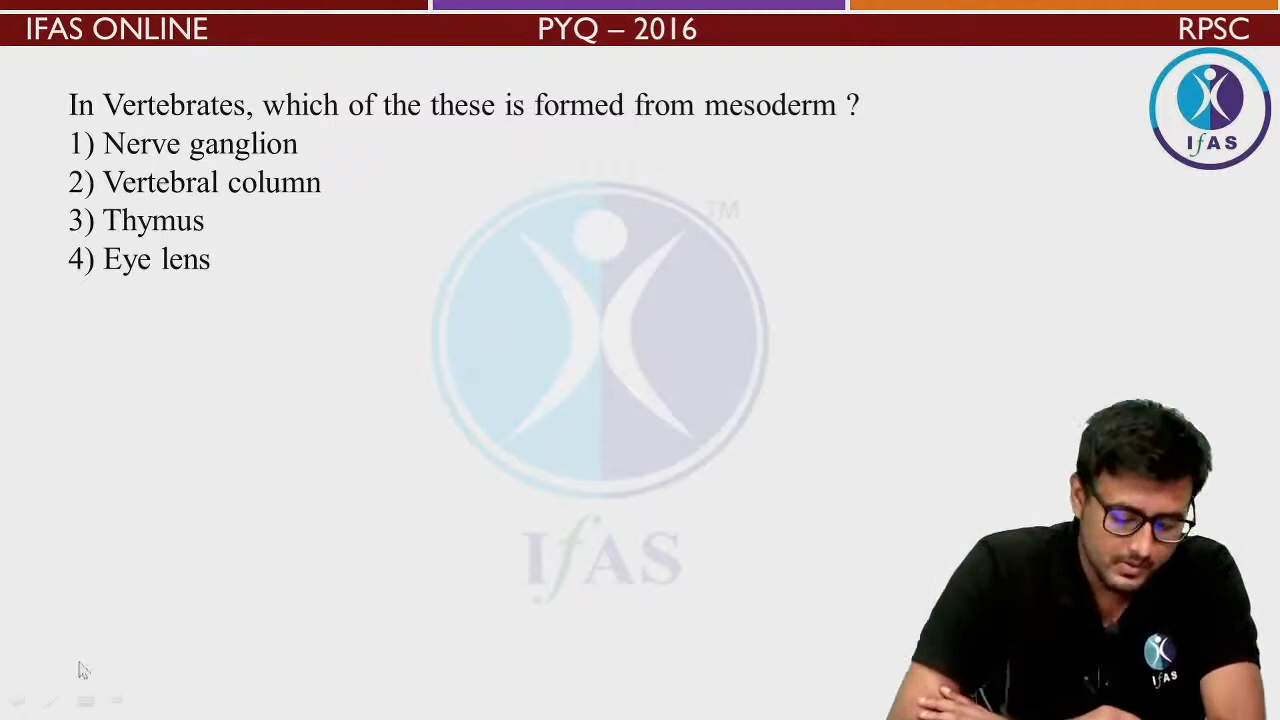 IFAS ONLINE
PYQ – 2016
RPSC
In Vertebrates, which of the these is formed from mesoderm ?
1) Nerve ganglion
2) Vertebral column
3) Thymus
4) Eye lens
IfAS
TM
IfAS
IfAS